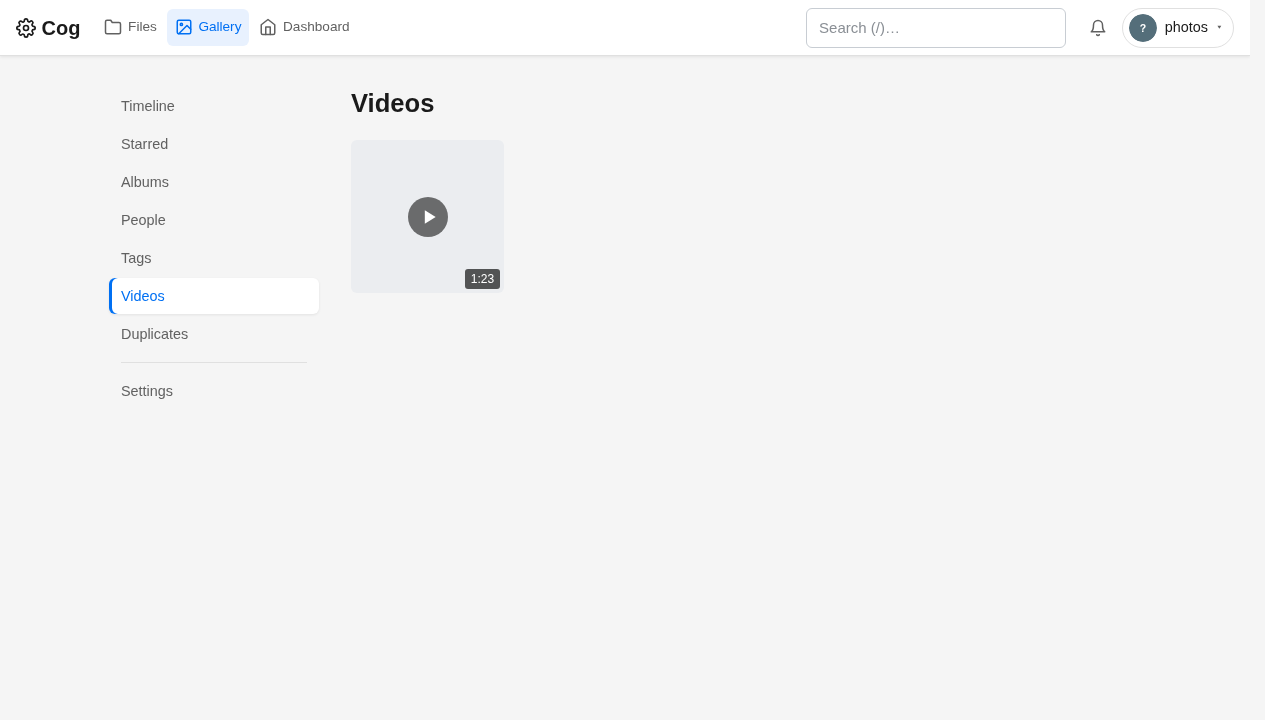 Cog
Files
Gallery
Dashboard
Search (/)…
?
photos
Timeline
Starred
Albums
People
Tags
Videos
Duplicates
Settings
Videos
1:23